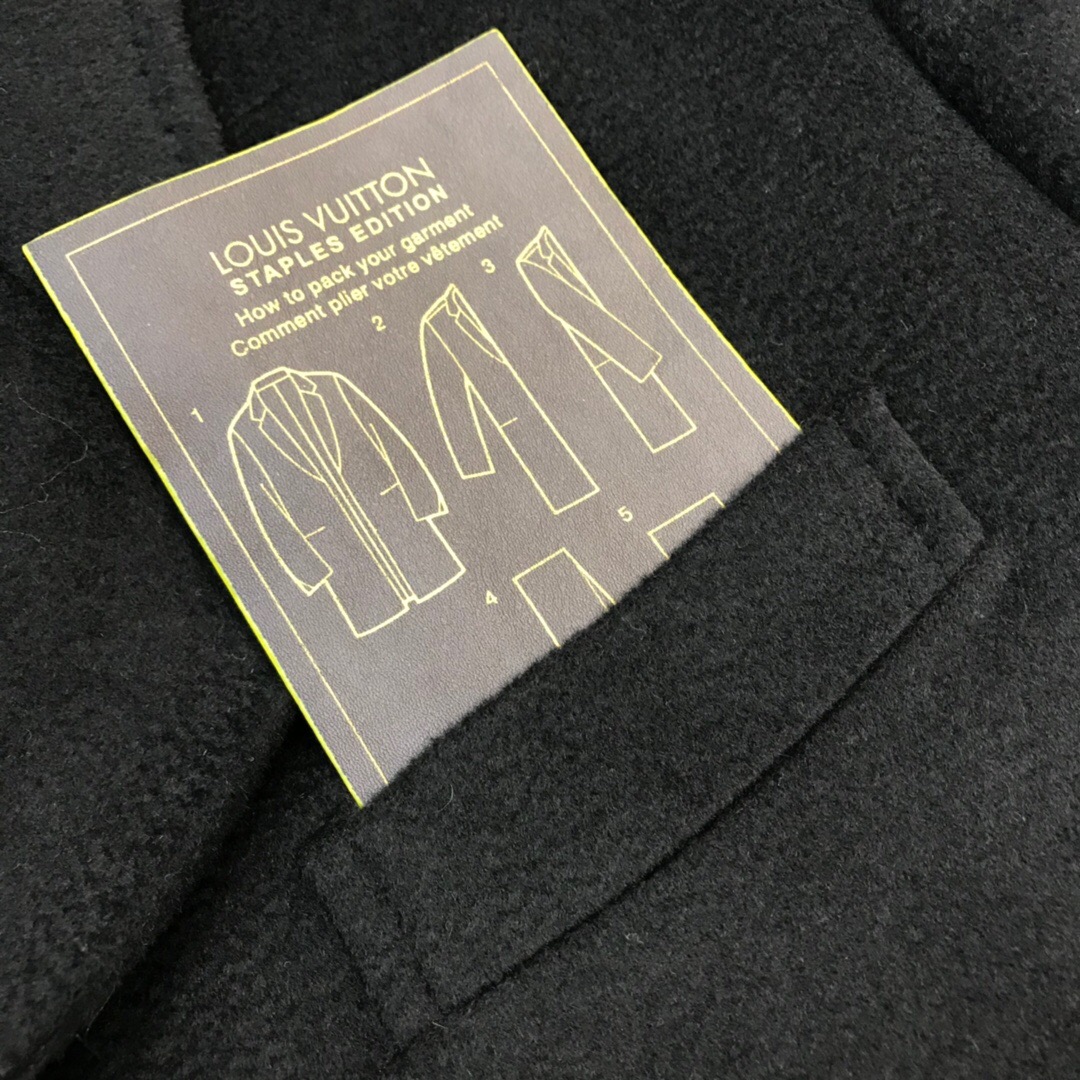 LOUIS VUITTON
STAPLES EDITION
How to pack your garment
Comment plier votre vêtement
1
2
3
4
5